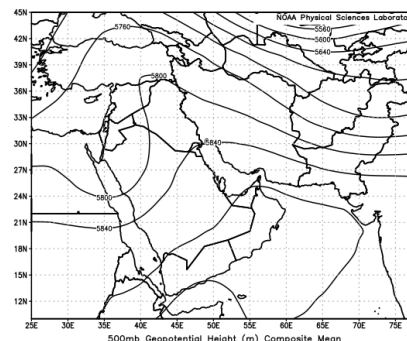 45N
NOAA Physical Sciences Laborato
5760
5560
5600
5640
42N
39N
36N
5800
33N
30N
5840
27N
24N
5800
21N
5840
18N
15N
12N
25E 30E 35E 40E 45E 50E 55E 60E 65E 70E 75E
500mb Geopotential Height (m) Composite Mean